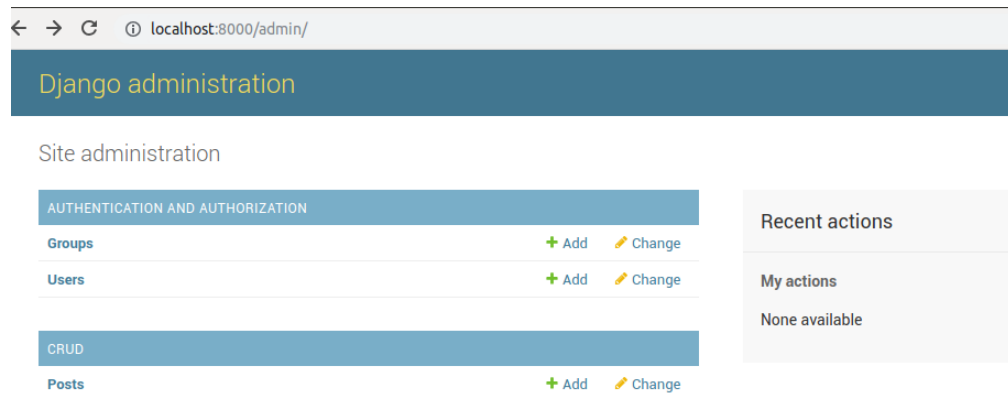 localhost:8000/admin/
Django administration
Site administration
AUTHENTICATION AND AUTHORIZATION
Groups Add Change
Users Add Change
CRUD
Posts Add Change
Recent actions
My actions
None available